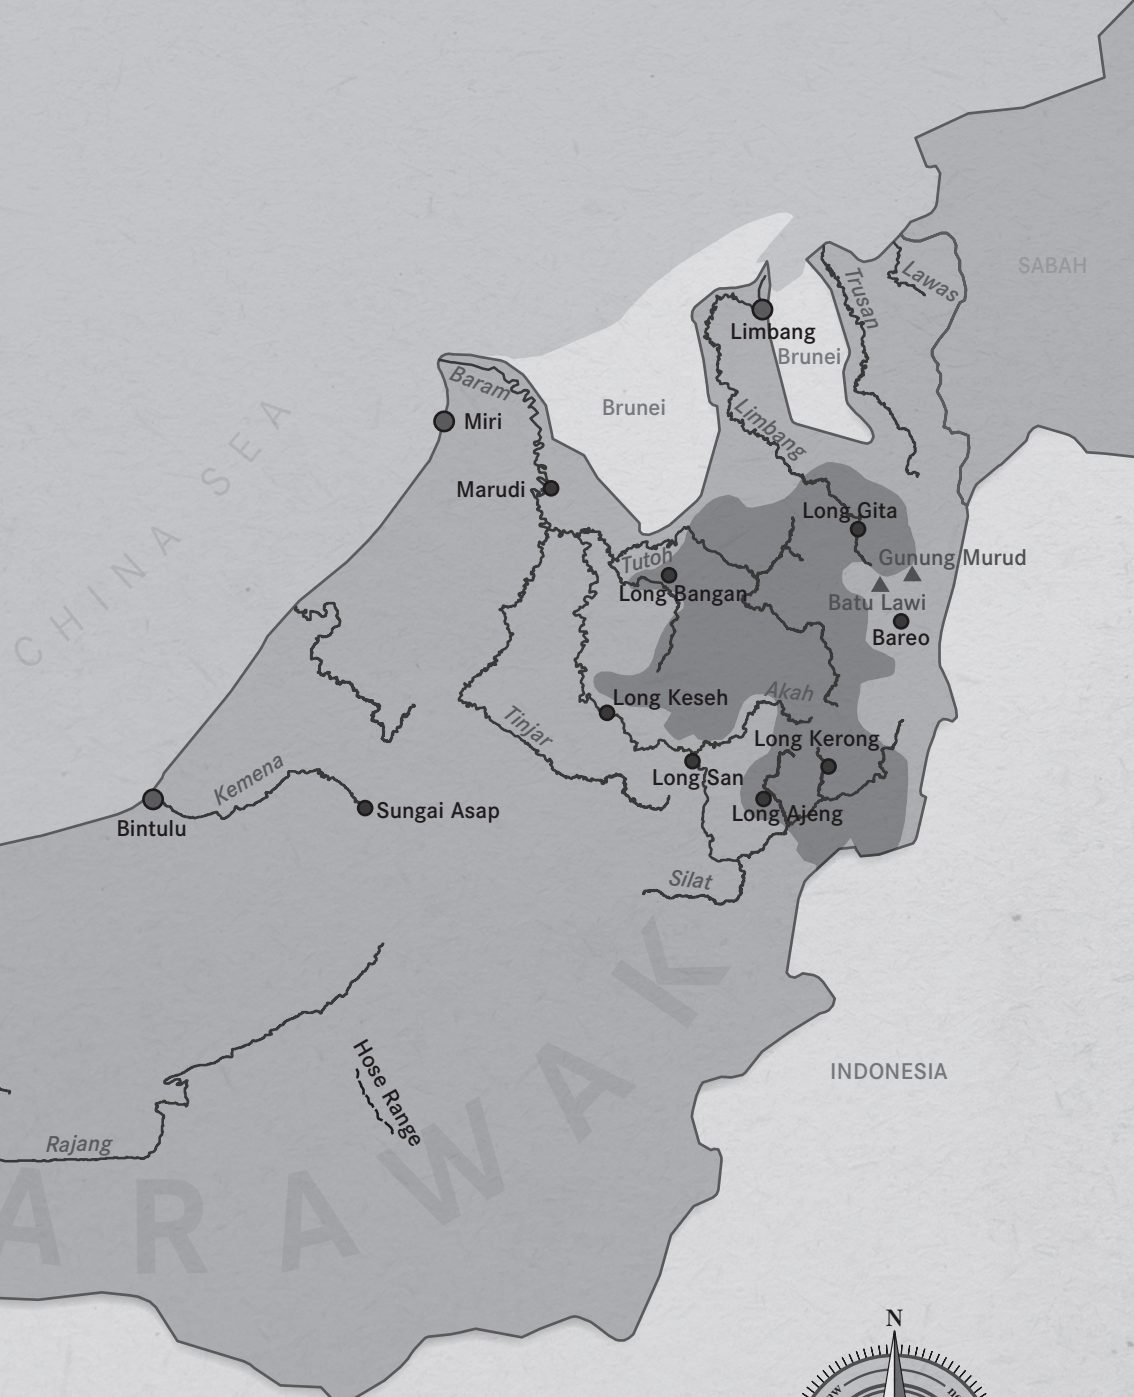 SABAH
Lawas
Trusan
Limbang
Brunei
Baram
Brunei
Miri
Limbang
CHINA SEA
Marudi
Long Gita
Tutoh
Gunung Murud
Long Bangan
Batu Lawi
Bareo
Akah
Long Keseh
Tinjar
Long Kerong
Long San
Kemena
Long Ajeng
Sungai Asap
Bintulu
Silat
Hose Range
INDONESIA
Rajang
ARAWAK
N